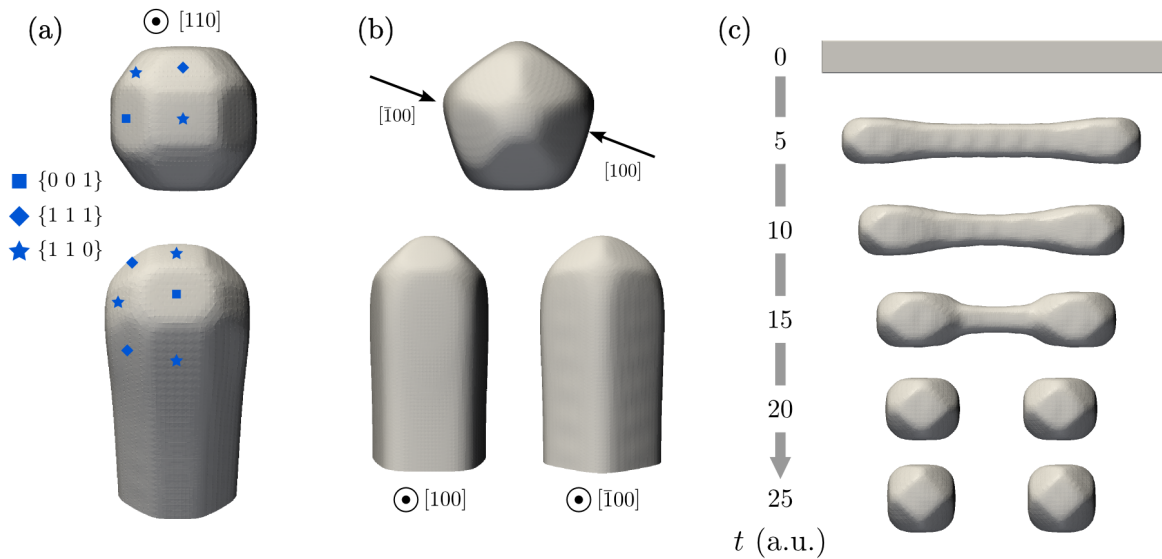 (a)
[110]
{0 0 1}
{1 1 1}
{1 1 0}
(b)
[1̄00]
[100]
[100]
[1̄00]
(c)
0
5
10
15
20
25
t (a.u.)